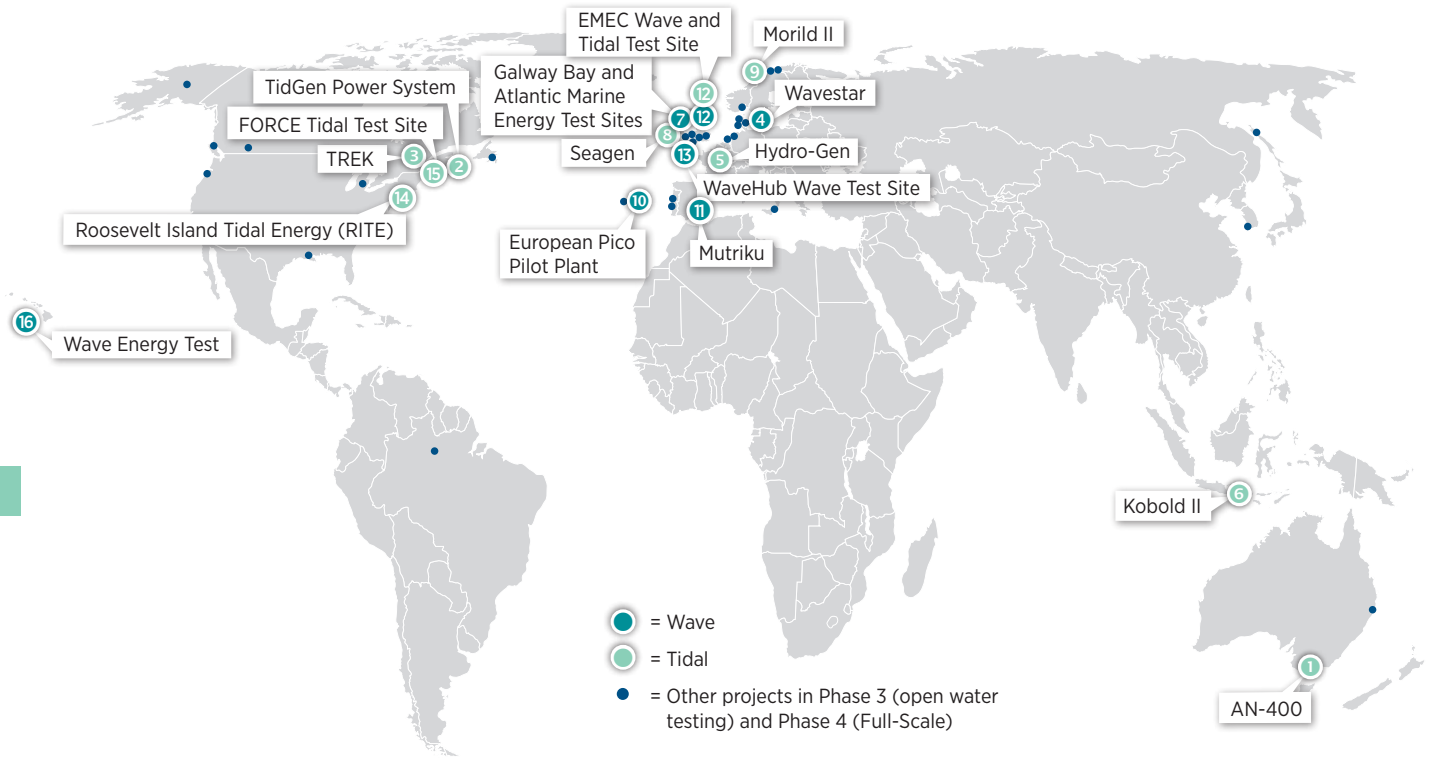 EMEC Wave and
Tidal Test Site
Morild II
9
Galway Bay and
Atlantic Marine
Energy Test Sites
12
Wavestar
TidGen Power System
7
12
4
FORCE Tidal Test Site
8
TREK
3
15
2
Seagen
13
5
Hydro-Gen
14
WaveHub Wave Test Site
10
11
Roosevelt Island Tidal Energy (RITE)
European Pico
Pilot Plant
Mutriku
16
Wave Energy Test
Kobold II
6
= Wave
= Tidal
= Other projects in Phase 3 (open water
testing) and Phase 4 (Full-Scale)
1
AN-400